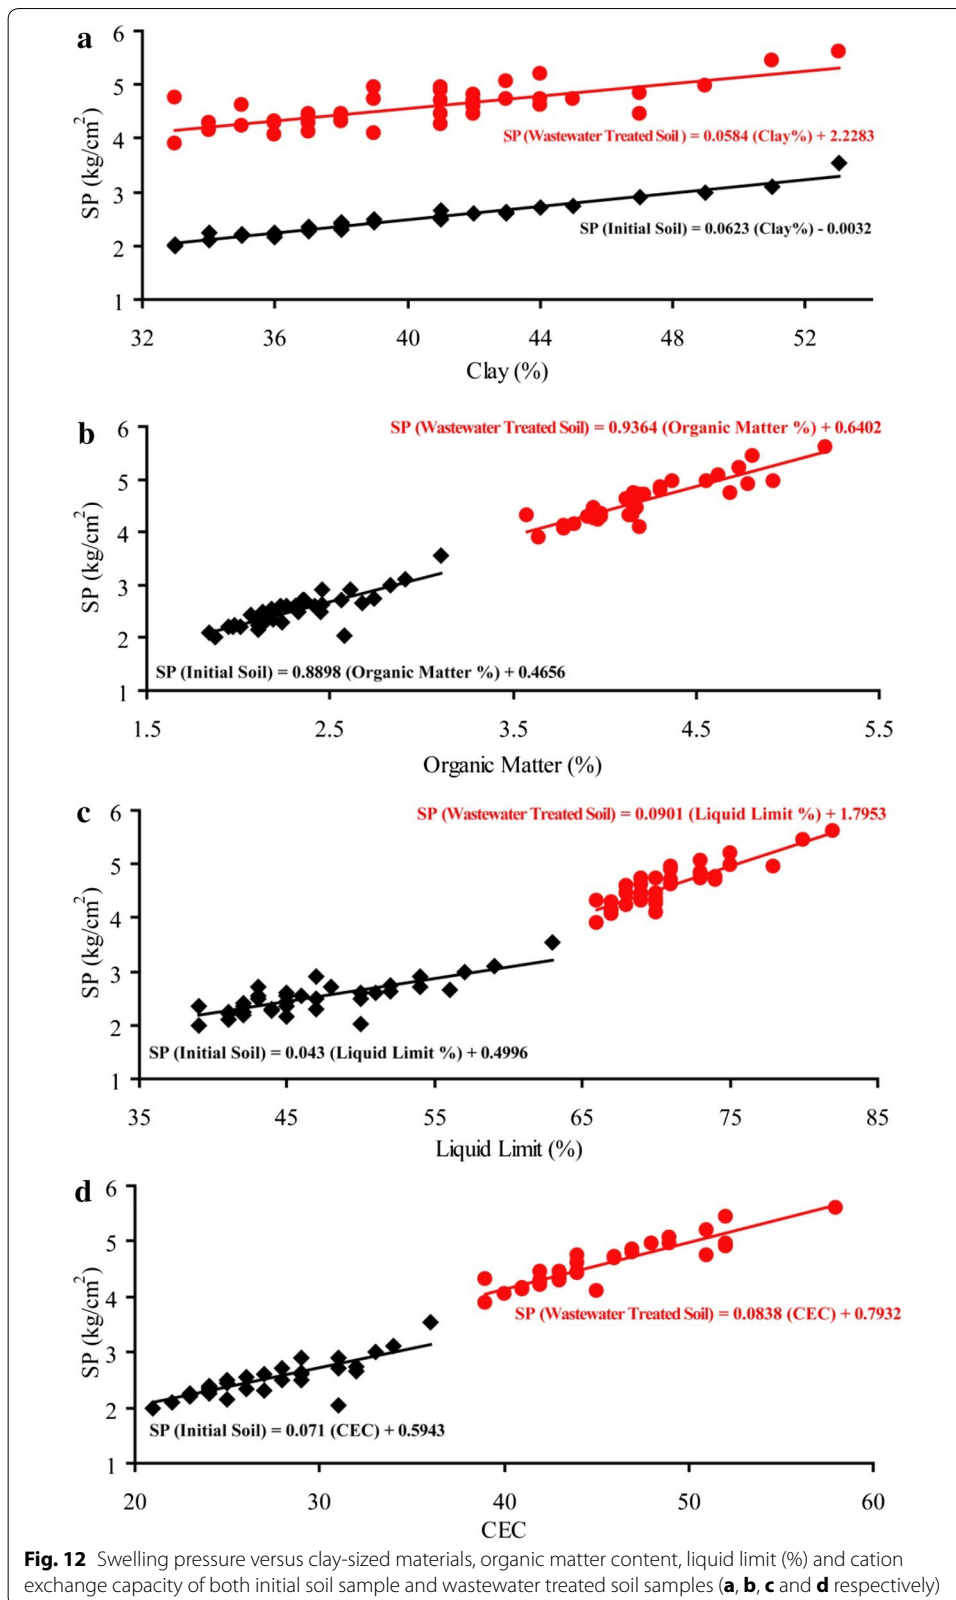 a
6
5
4
3
2
1
SP (kg/cm²)
SP (Wastewater Treated Soil ) = 0.0584 (Clay%) + 2.2283
SP (Initial Soil) = 0.0623 (Clay%) - 0.0032
32 36 40 44 48 52
Clay (%)
b
SP (Wastewater Treated Soil) = 0.9364 (Organic Matter %) + 0.6402
6
5
4
3
2
1
SP (kg/cm²)
SP (Initial Soil) = 0.8898 (Organic Matter %) + 0.4656
1.5 2.5 3.5 4.5 5.5
Organic Matter (%)
c
SP (Wastewater Treated Soil) = 0.0901 (Liquid Limit %) + 1.7953
6
5
4
3
2
1
SP (kg/cm²)
SP (Initial Soil) = 0.043 (Liquid Limit %) + 0.4996
35 45 55 65 75 85
Liquid Limit (%)
d
6
5
4
3
2
1
SP (kg/cm²)
SP (Wastewater Treated Soil) = 0.0838 (CEC) + 0.7932
SP (Initial Soil) = 0.071 (CEC) + 0.5943
20 30 40 50 60
CEC
Fig. 12 Swelling pressure versus clay-sized materials, organic matter content, liquid limit (%) and cation
exchange capacity of both initial soil sample and wastewater treated soil samples (a, b, c and d respectively)